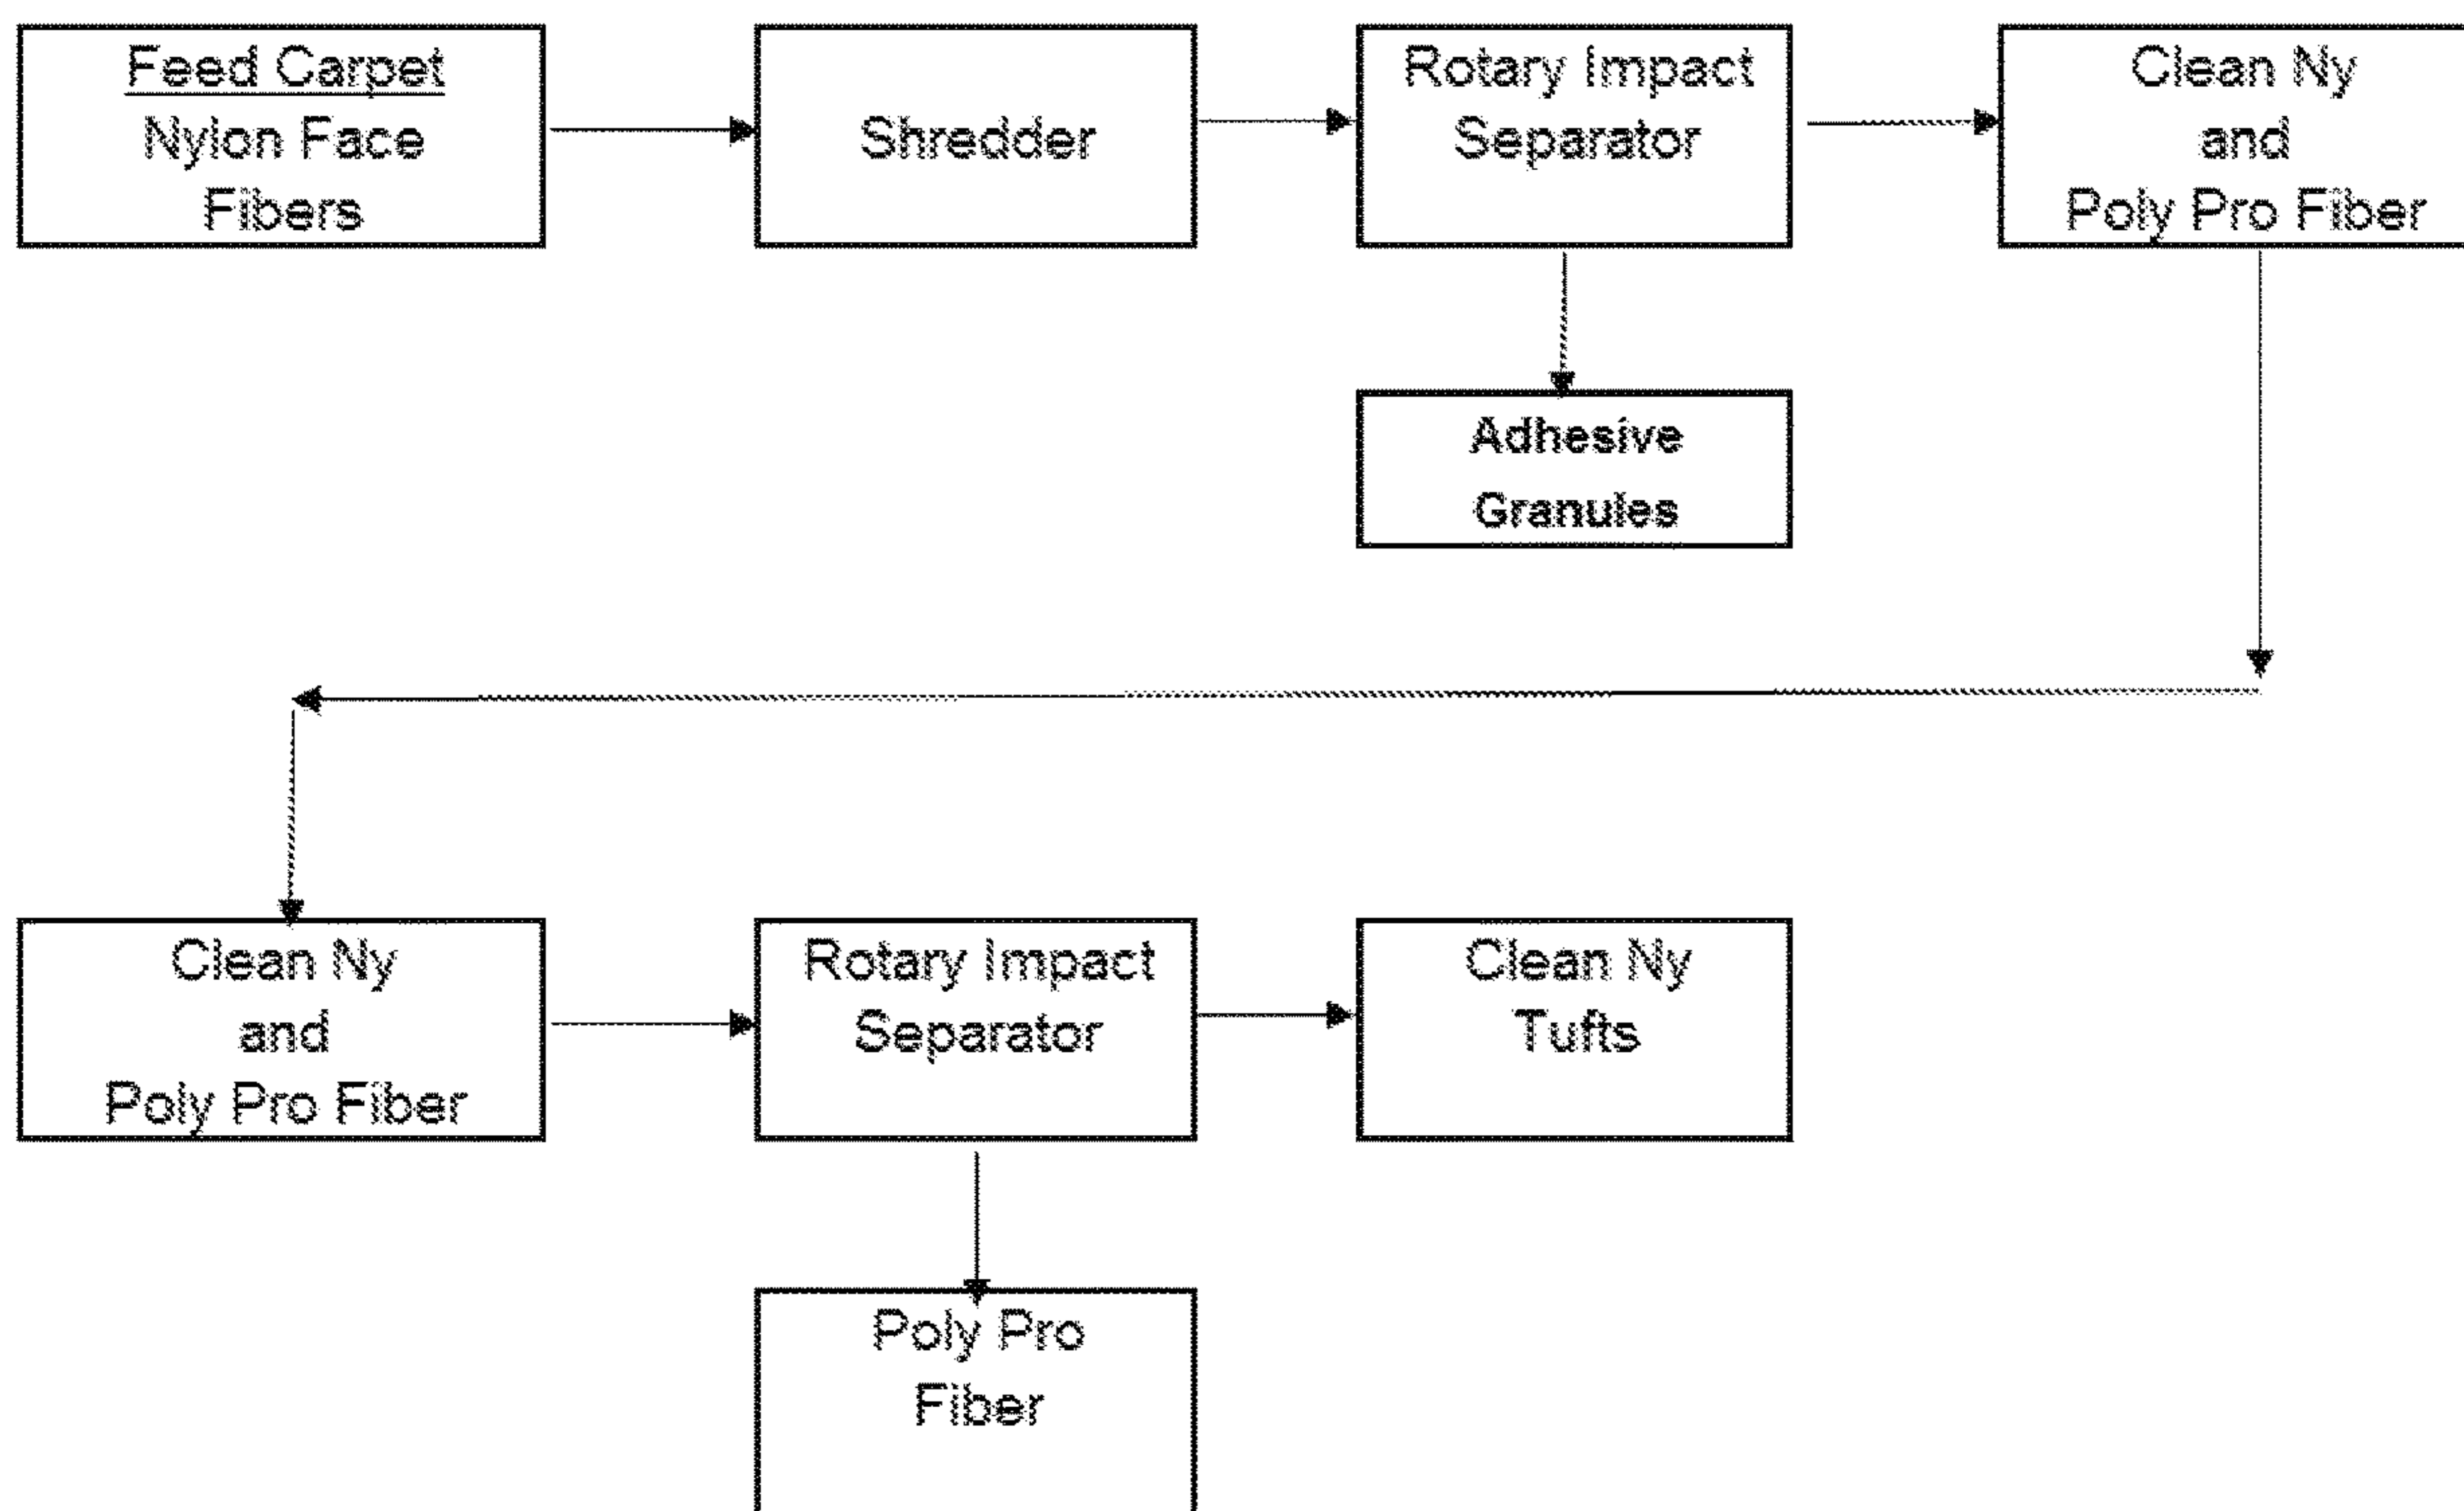 Feed Carpet
Nylon Face
Fibers
Shredder
Rotary Impact
Separator
Clean Ny
and
Poly Pro Fiber
Adhesive
Granules
Clean Ny
and
Poly Pro Fiber
Rotary Impact
Separator
Clean Ny
Tufts
Poly Pro
Fiber